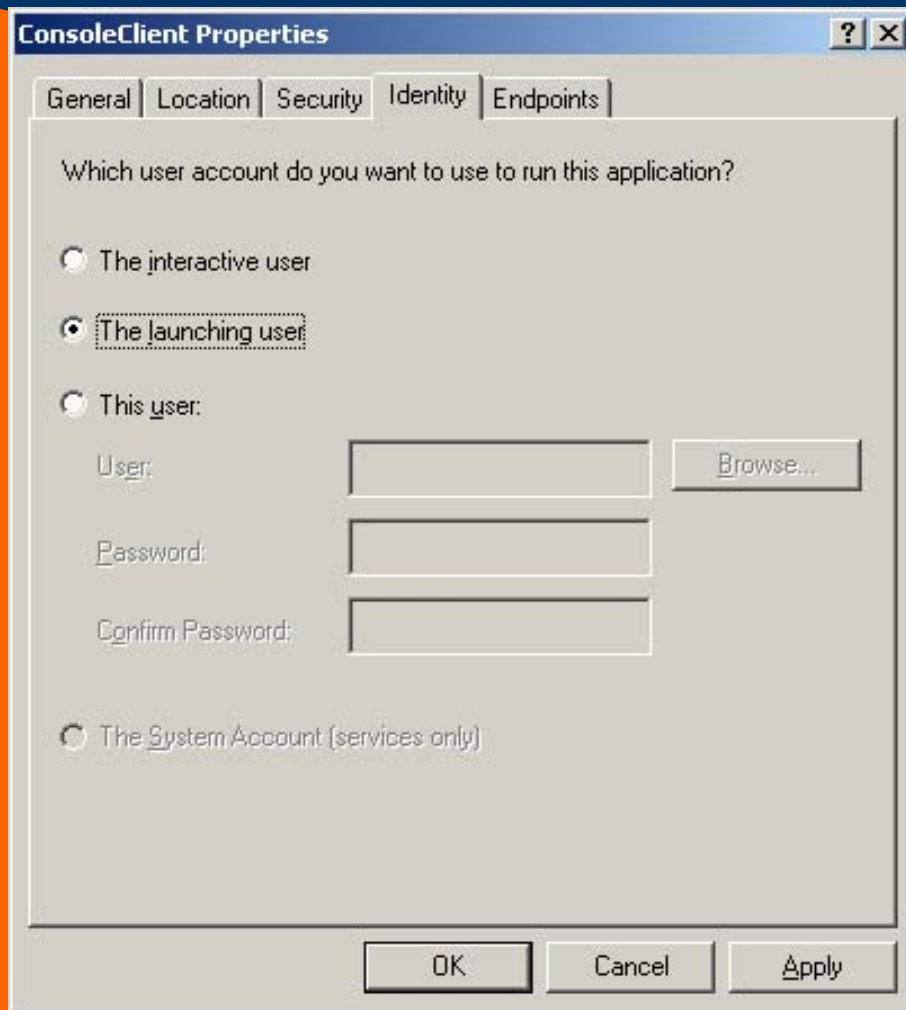 ConsoleClient Properties
General Location Security Identity Endpoints
Which user account do you want to use to run this application?
The interactive user
The launching user
This user:
User: Browse...
Password:
Confirm Password:
The System Account (services only)
OK Cancel Apply